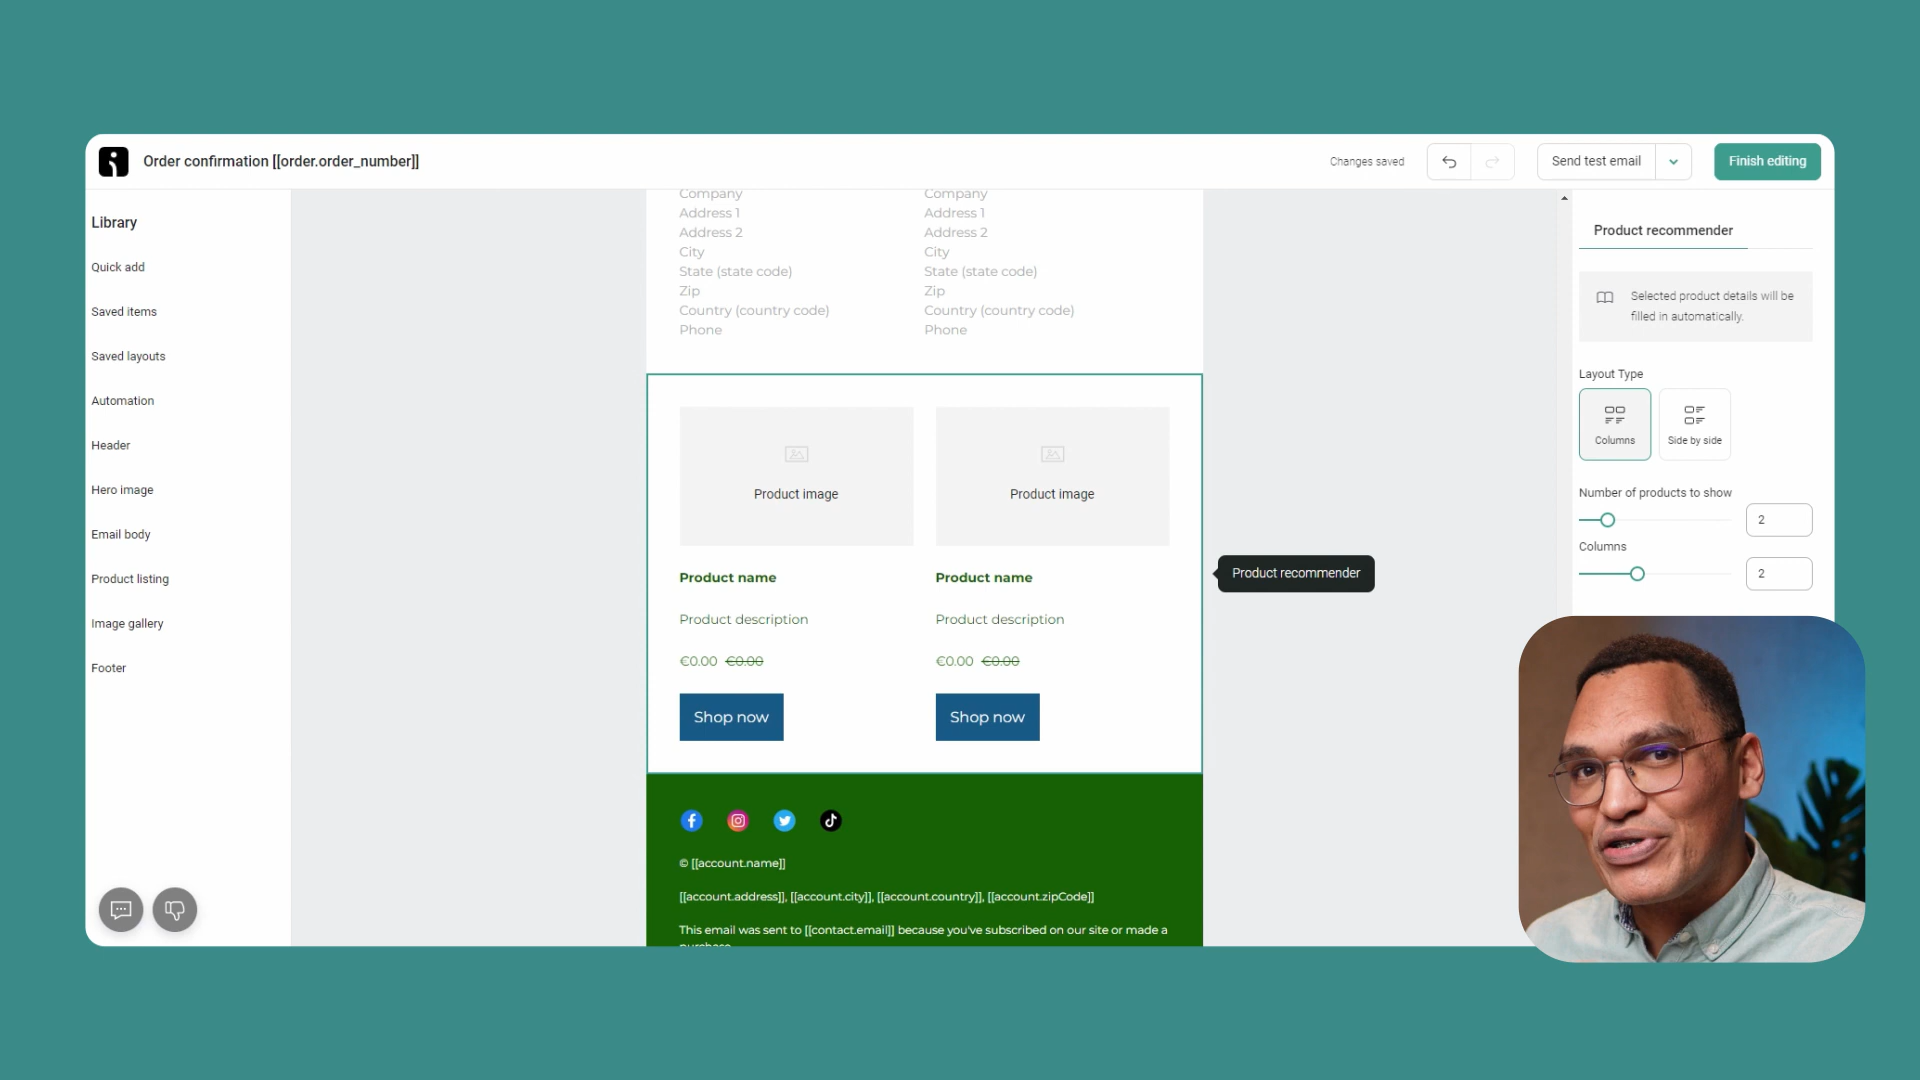 Order confirmation [[order.order_number]]
Changes saved
Send test email
Finish editing
Library
Quick add
Saved items
Saved layouts
Automation
Header
Hero image
Email body
Product listing
Image gallery
Footer
Company
Address 1
Address 2
City
State (state code)
Zip
Country (country code)
Phone
Company
Address 1
Address 2
City
State (state code)
Zip
Country (country code)
Phone
Product image
Product name
Product description
€0.00 €0.00
Shop now
Product image
Product name
Product description
€0.00 €0.00
Shop now
Product recommender
© [[account.name]]
[[account.address]], [[account.city]], [[account.country]], [[account.zipCode]]
This email was sent to [[contact.email]] because you've subscribed on our site or made a
purchase.
Product recommender
Selected product details will be
filled in automatically.
Layout Type
Columns
Side by side
Number of products to show
2
Columns
2